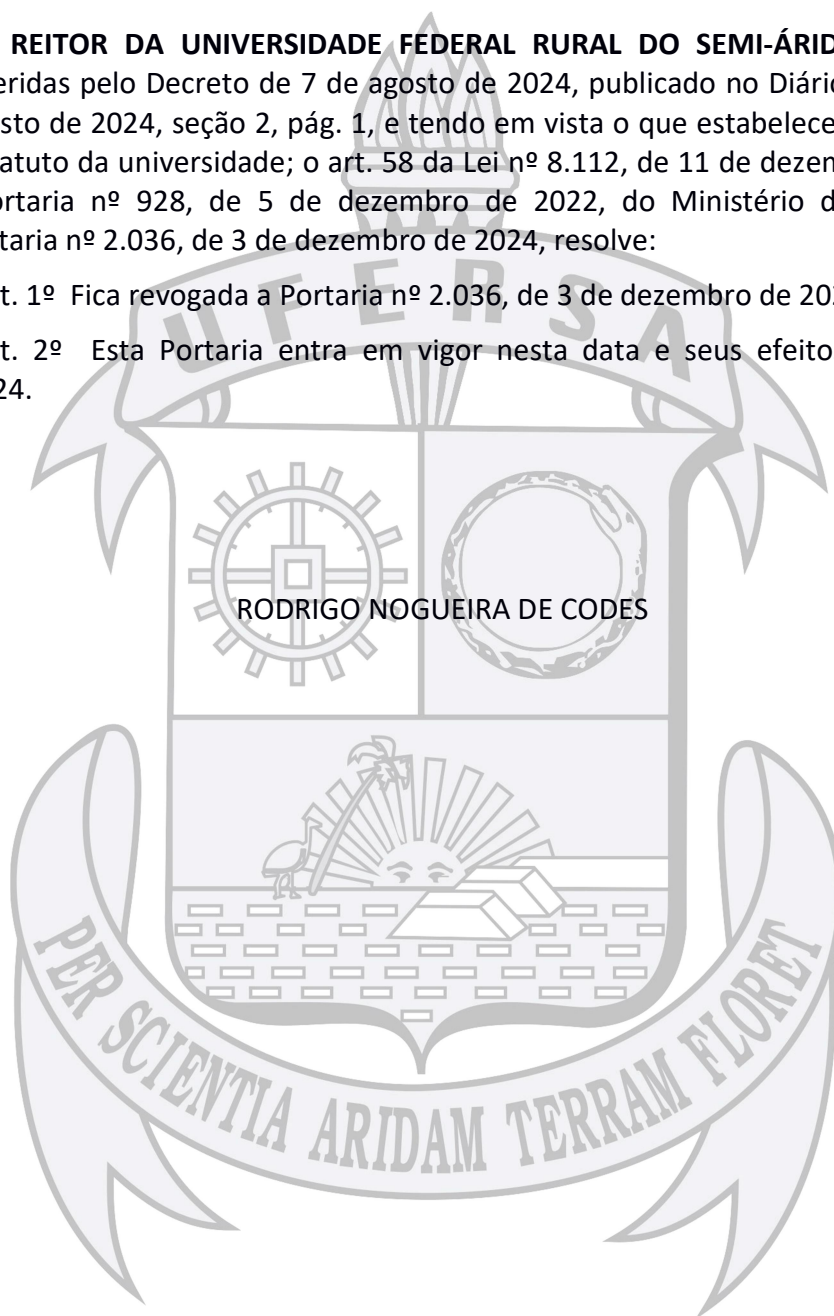 REITOR DA UNIVERSIDADE FEDERAL RURAL DO SEMI-ÁRID
eridas pelo Decreto de 7 de agosto de 2024, publicado no Diário
sto de 2024, seção 2, pág. 1, e tendo em vista o que estabelece
atuto da universidade; o art. 58 da Lei nº 8.112, de 11 de dezen
ortaria nº 928, de 5 de dezembro de 2022, do Ministério d
taria nº 2.036, de 3 de dezembro de 2024, resolve:
t. 1º Fica revogada a Portaria nº 2.036, de 3 de dezembro de 202
t. 2º Esta Portaria entra em vigor nesta data e seus efeito
24.
UFERSA
RODRIGO NOGUEIRA DE CODES
PER SCIENTIA ARIDAM TERRAM FLORET